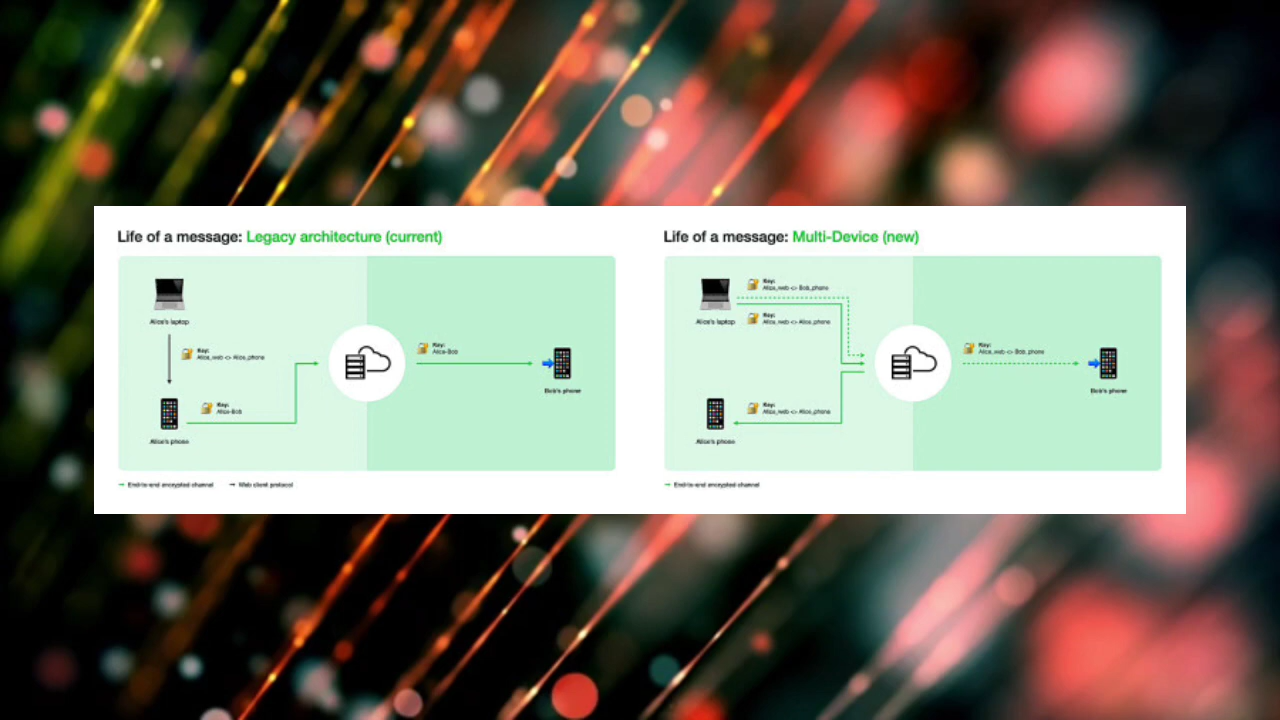 Life of a message: Legacy architecture (current)
Alice's laptop
Key:
Alice_web <> Alice_phone
Key:
Alice-Bob
Alice's phone
Key:
Alice-Bob
Bob's phone
End-to-end encrypted channel
Web client protocol
Life of a message: Multi-Device (new)
Alice's laptop
Key:
Alice_web <> Bob_phone
Key:
Alice_web <> Alice_phone
Key:
Alice_web <> Alice_phone
Alice's phone
Key:
Alice_web <> Bob_phone
Bob's phone
End-to-end encrypted channel